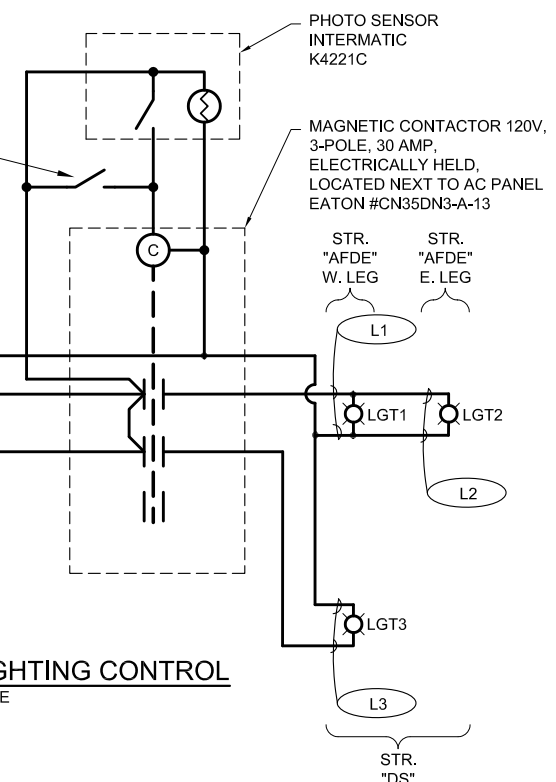 PHOTO SENSOR
INTERMATIC
K4221C
MAGNETIC CONTACTOR 120V,
3-POLE, 30 AMP,
ELECTRICALLY HELD,
LOCATED NEXT TO AC PANEL
EATON #CN35DN3-A-13
STR.
"AFDE"
W. LEG
STR.
"AFDE"
E. LEG
C
L1
LGT1
LGT2
L2
LGT3
L3
GHTING CONTROL
E
STR.
"DS"